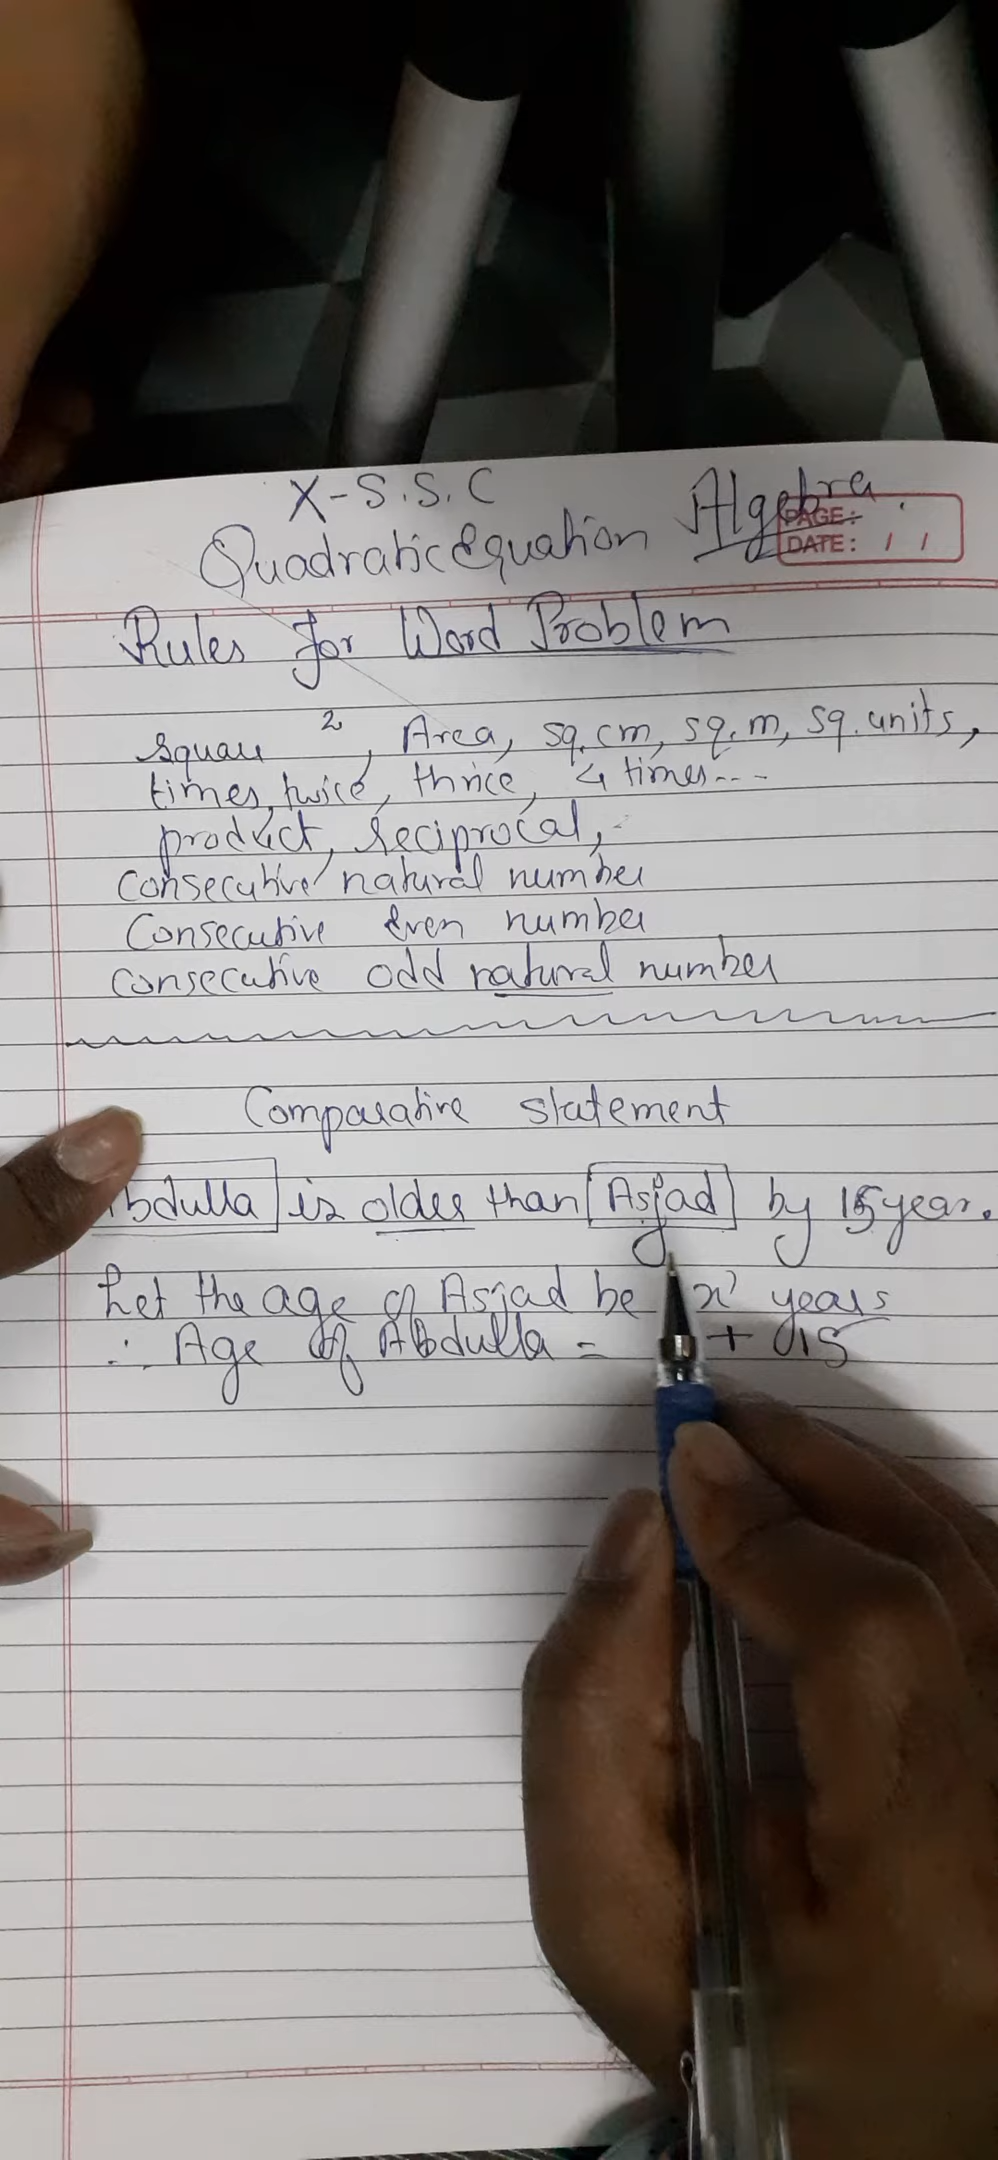 X-S.S.C
Quadratic equation Algebra
PAGE:
DATE: / /
Rules for Word Problem
square ², Area, sq.cm, sq.m, sq.units,
times, twice, thrice, 4 times---
product, reciprocal,
Consecutive natural number
Consecutive even number
consecutive odd natural number
Comparative statement
bdulla is older than Asjad by 15 year.
Let the age of Asjad be x' years
∴ Age of Abdulla = + 15